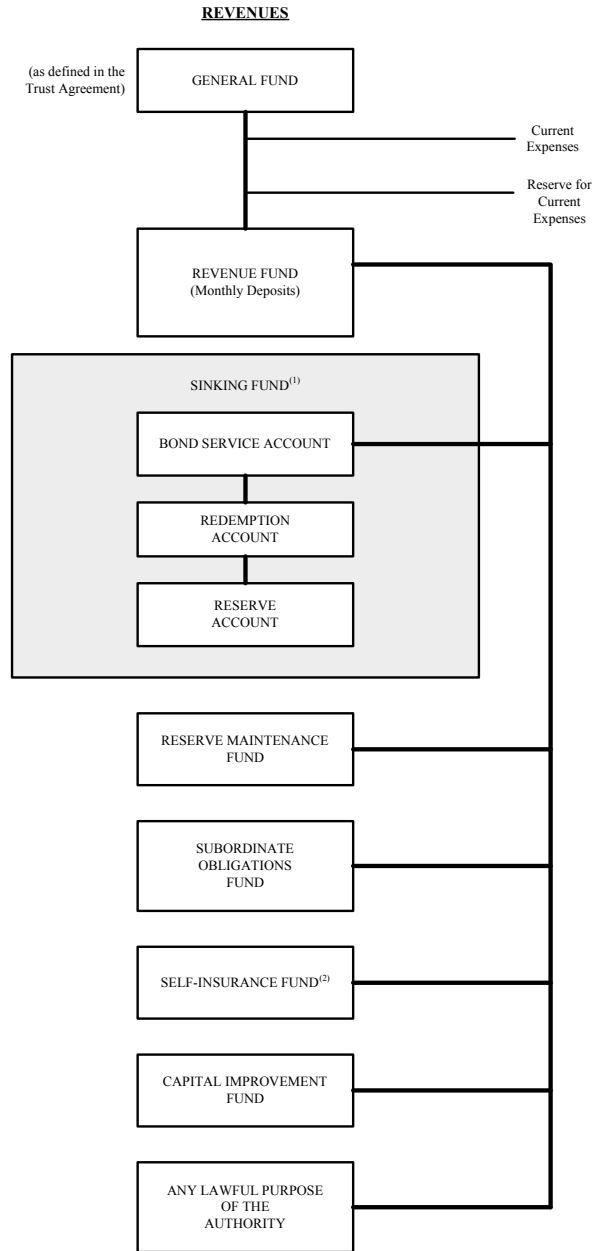 REVENUES
(as defined in the
Trust Agreement)
GENERAL FUND
Current
Expenses
Reserve for
Current
Expenses
REVENUE FUND
(Monthly Deposits)
SINKING FUND(1)
BOND SERVICE ACCOUNT
REDEMPTION
ACCOUNT
RESERVE
ACCOUNT
RESERVE MAINTENANCE
FUND
SUBORDINATE
OBLIGATIONS
FUND
SELF-INSURANCE FUND(2)
CAPITAL IMPROVEMENT
FUND
ANY LAWFUL PURPOSE
OF THE
AUTHORITY